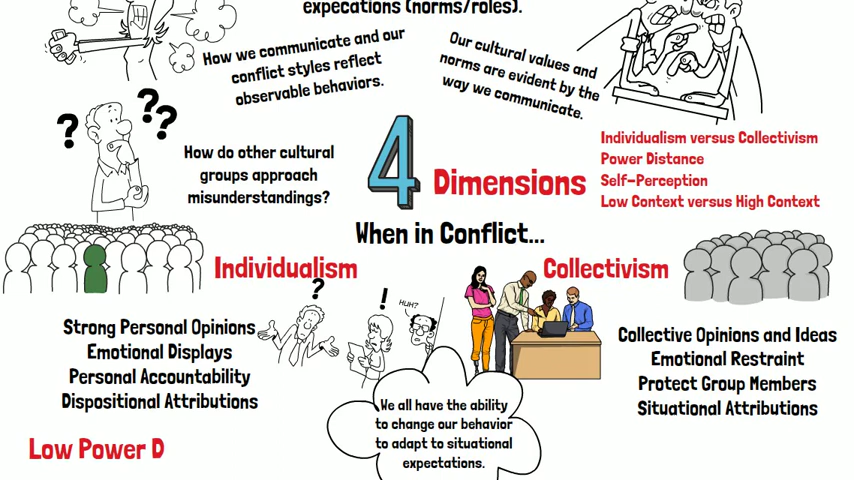 expecations (norms/roles).
How we communicate and our
conflict styles reflect
observable behaviors.
Our cultural values and
norms are evident by the
way we communicate.
? ? ?
?
How do other cultural
groups approach
misunderstandings?
4 Dimensions
Individualism versus Collectivism
Power Distance
Self-Perception
Low Context versus High Context
When in Conflict...
Individualism
Collectivism
?
!
HUH?
Strong Personal Opinions
Emotional Displays
Personal Accountability
Dispositional Attributions
Collective Opinions and Ideas
Emotional Restraint
Protect Group Members
Situational Attributions
We all have the ability
to change our behavior
to adapt to situational
expectations.
Low Power D